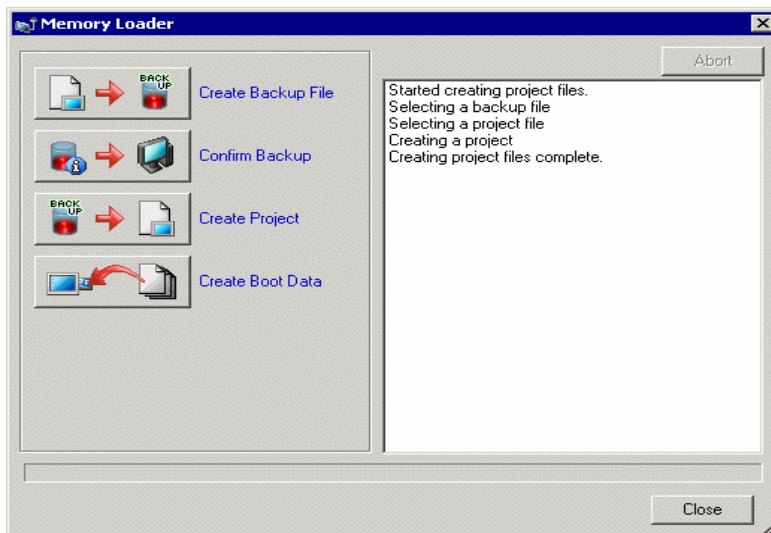 Memory Loader
Abort
BACK
UP
Create Backup File
Confirm Backup
BACK
UP
Create Project
Create Boot Data
Started creating project files.
Selecting a backup file
Selecting a project file
Creating a project
Creating project files complete.
Close